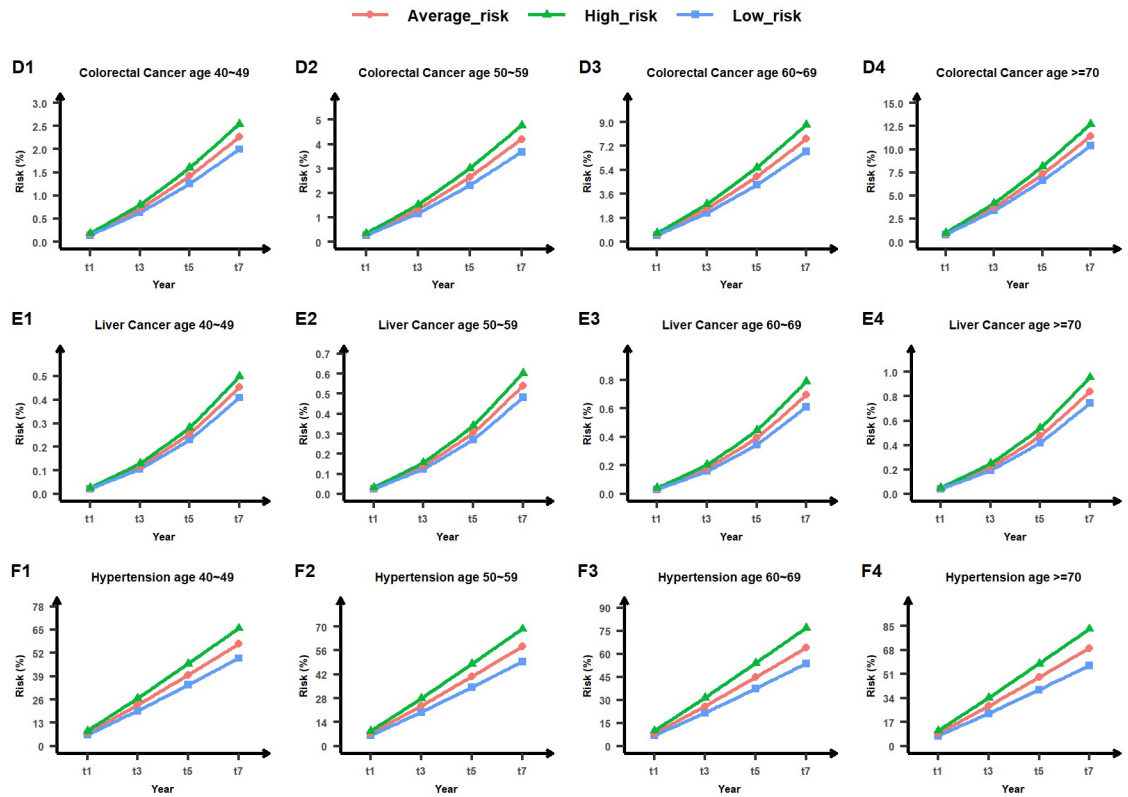 Average_risk High_risk Low_risk
D1 Colorectal Cancer age 40~49
3.0
2.5
2.0
1.5
1.0
0.5
0.0
Risk (%)
t1 t3 t5 t7
Year
D2 Colorectal Cancer age 50~59
5
4
3
2
1
0
Risk (%)
t1 t3 t5 t7
Year
D3 Colorectal Cancer age 60~69
9.0
7.2
5.4
3.6
1.8
0.0
Risk (%)
t1 t3 t5 t7
Year
D4 Colorectal Cancer age >=70
15.0
12.5
10.0
7.5
5.0
2.5
0.0
Risk (%)
t1 t3 t5 t7
Year
E1 Liver Cancer age 40~49
0.5
0.4
0.3
0.2
0.1
0.0
Risk (%)
t1 t3 t5 t7
Year
E2 Liver Cancer age 50~59
0.7
0.6
0.5
0.4
0.3
0.2
0.1
0.0
Risk (%)
t1 t3 t5 t7
Year
E3 Liver Cancer age 60~69
0.8
0.6
0.4
0.2
0.0
Risk (%)
t1 t3 t5 t7
Year
E4 Liver Cancer age >=70
1.0
0.8
0.6
0.4
0.2
0.0
Risk (%)
t1 t3 t5 t7
Year
F1 Hypertension age 40~49
78
65
52
39
26
13
0
Risk (%)
t1 t3 t5 t7
Year
F2 Hypertension age 50~59
70
56
42
28
14
0
Risk (%)
t1 t3 t5 t7
Year
F3 Hypertension age 60~69
90
75
60
45
30
15
0
Risk (%)
t1 t3 t5 t7
Year
F4 Hypertension age >=70
85
68
51
34
17
0
Risk (%)
t1 t3 t5 t7
Year